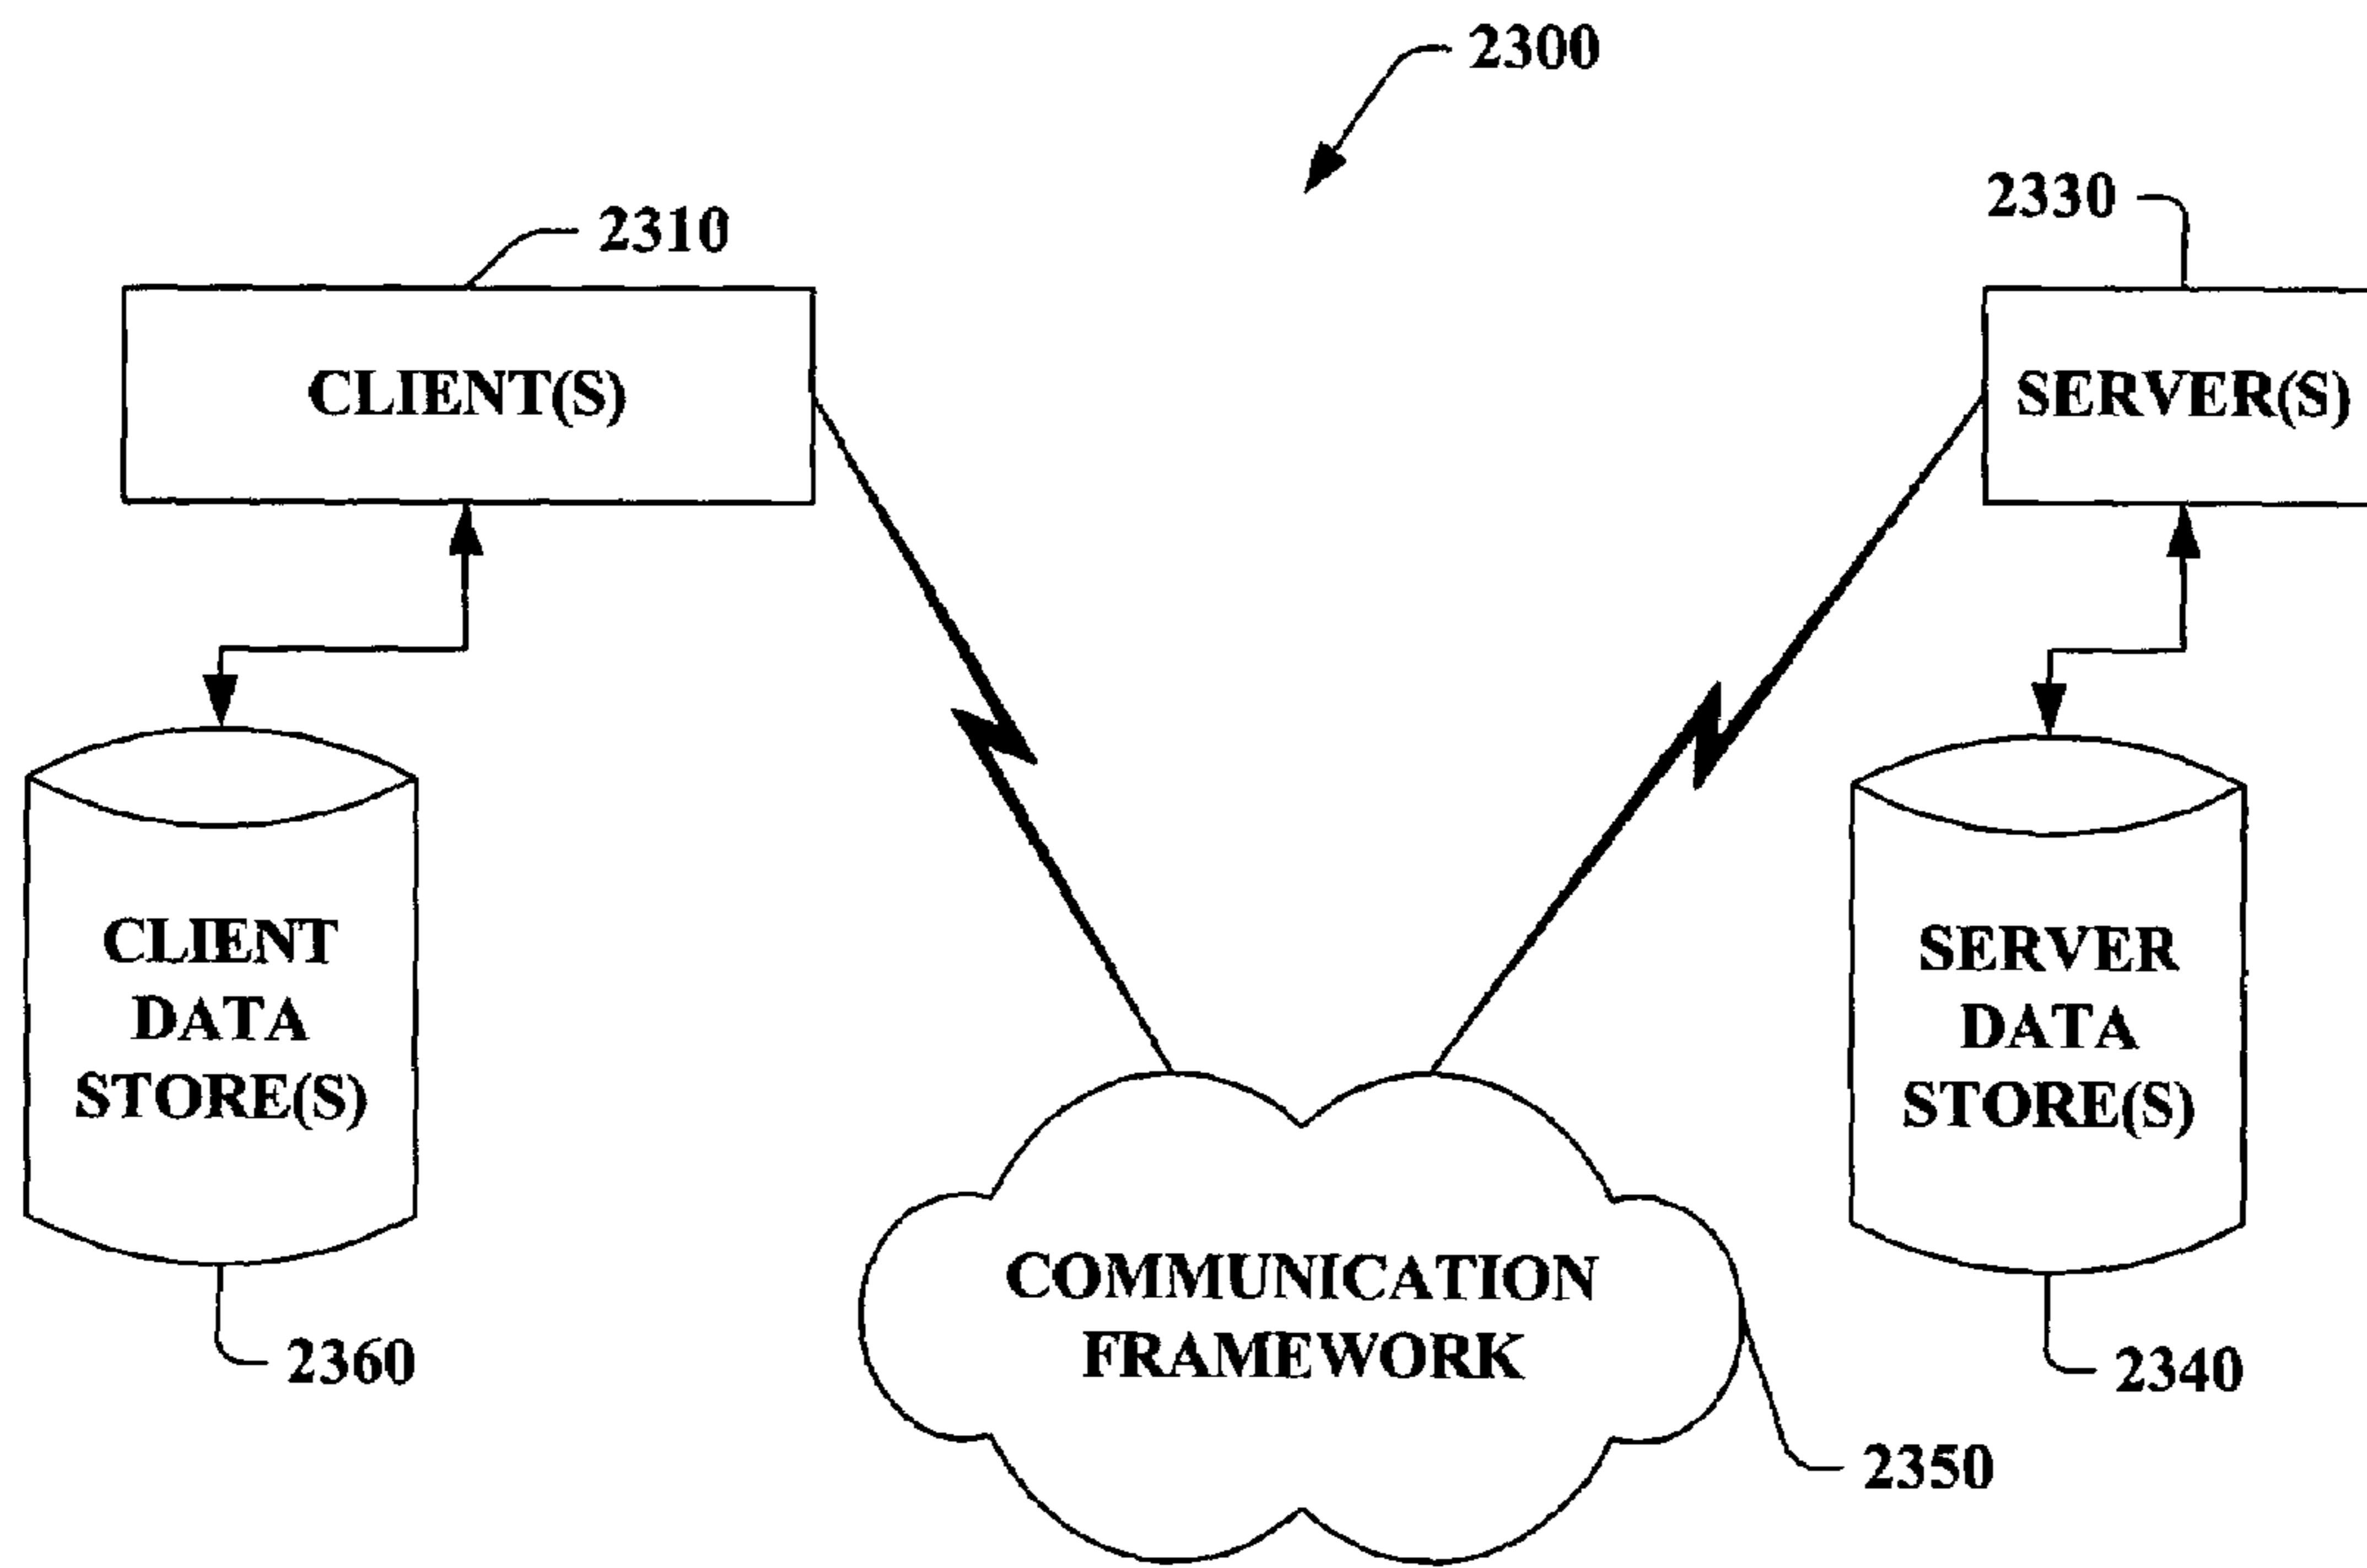 2300
2310
2330
CLIENT(S)
SERVER(S)
CLIENT
DATA
STORE(S)
SERVER
DATA
STORE(S)
COMMUNICATION
FRAMEWORK
2360
2340
2350